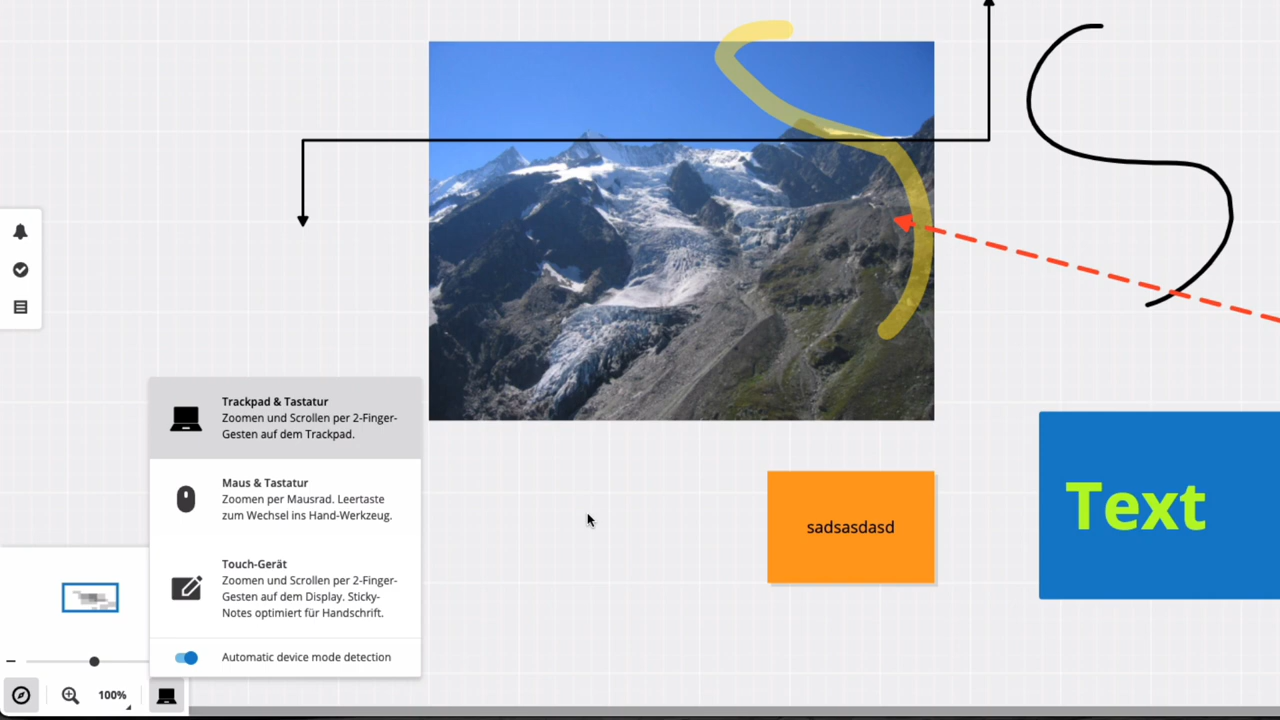 Trackpad & Tastatur
Zoomen und Scrollen per 2-Finger-
Gesten auf dem Trackpad.
Maus & Tastatur
Zoomen per Mausrad. Leertaste
zum Wechsel ins Hand-Werkzeug.
Touch-Gerät
Zoomen und Scrollen per 2-Finger-
Gesten auf dem Display. Sticky-
Notes optimiert für Handschrift.
Automatic device mode detection
100%
sadsasdasd
Text